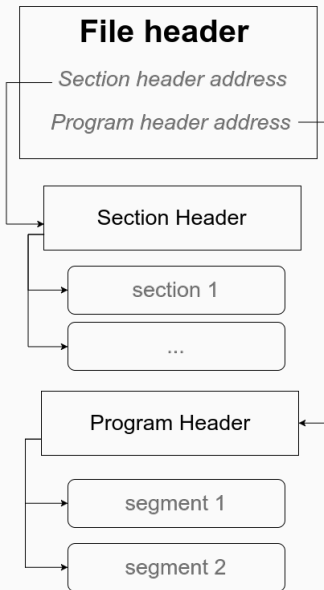 File header
Section header address
Program header address
Section Header
section 1
...
Program Header
segment 1
segment 2